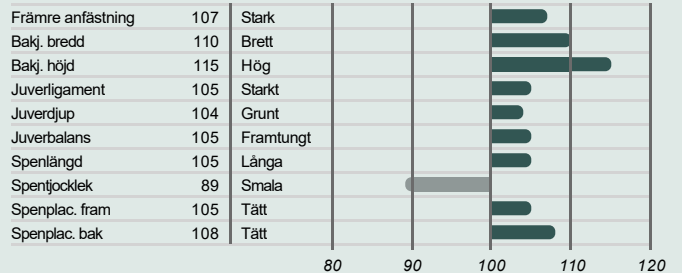 Främre anfästning 107 Stark
Bakj. bredd 110 Brett
Bakj. höjd 115 Hög
Juverligament 105 Starkt
Juverdjup 104 Grunt
Juverbalans 105 Framtungt
Spenlängd 105 Långa
Spentjocklek 89 Smala
Spenplac. fram 105 Tätt
Spenplac. bak 108 Tätt
80 90 100 110 120